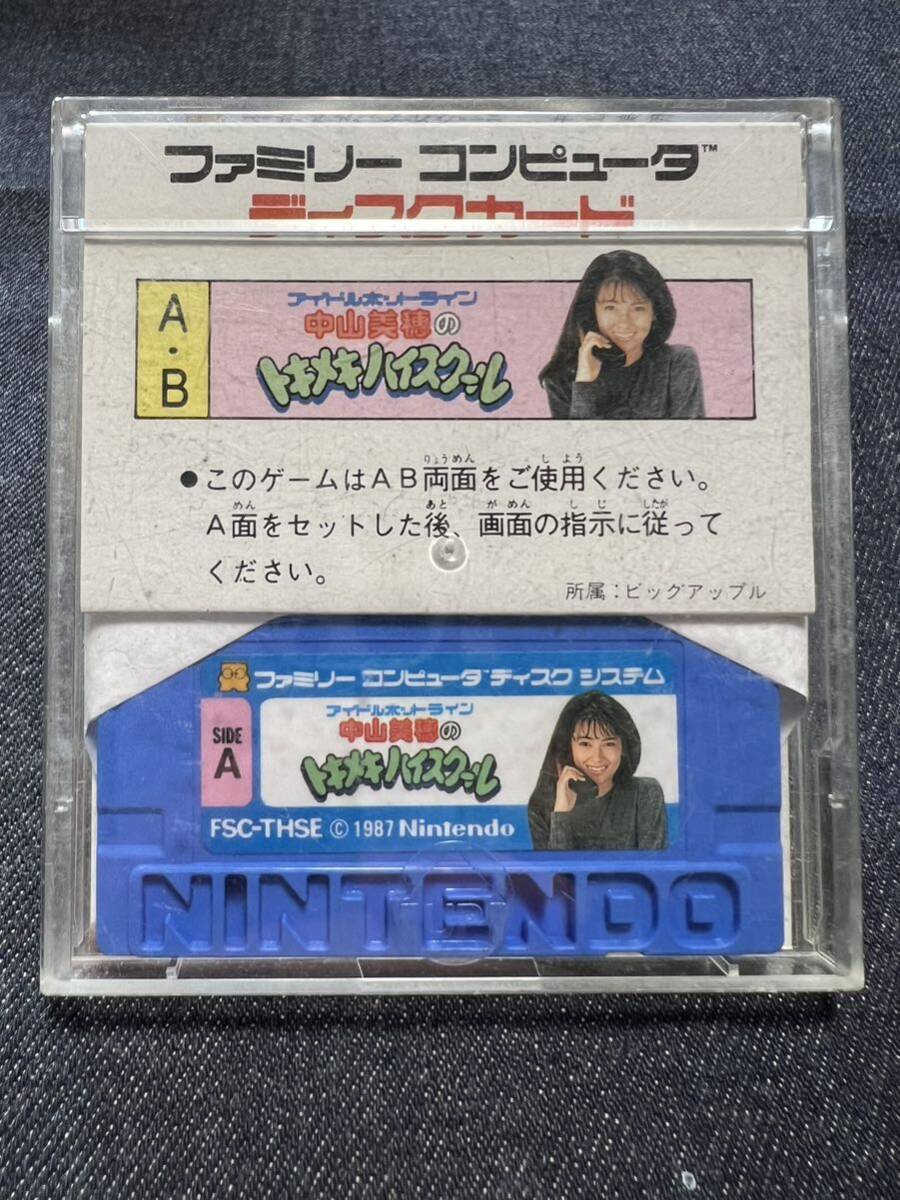 ファミリー コンピュータ™
ディスクカード
A・B
アイドルホットライン
中山美穂の
トキメキハイスクール
●このゲームはAB両面をご使用ください。
A面をセットした後、画面の指示に従って
ください。
所属：ビッグアップル
ファミリー コンピュータ™ ディスク システム
SIDE
A
アイドルホットライン
中山美穂の
トキメキハイスクール
FSC-THSE © 1987 Nintendo
NINTENDO